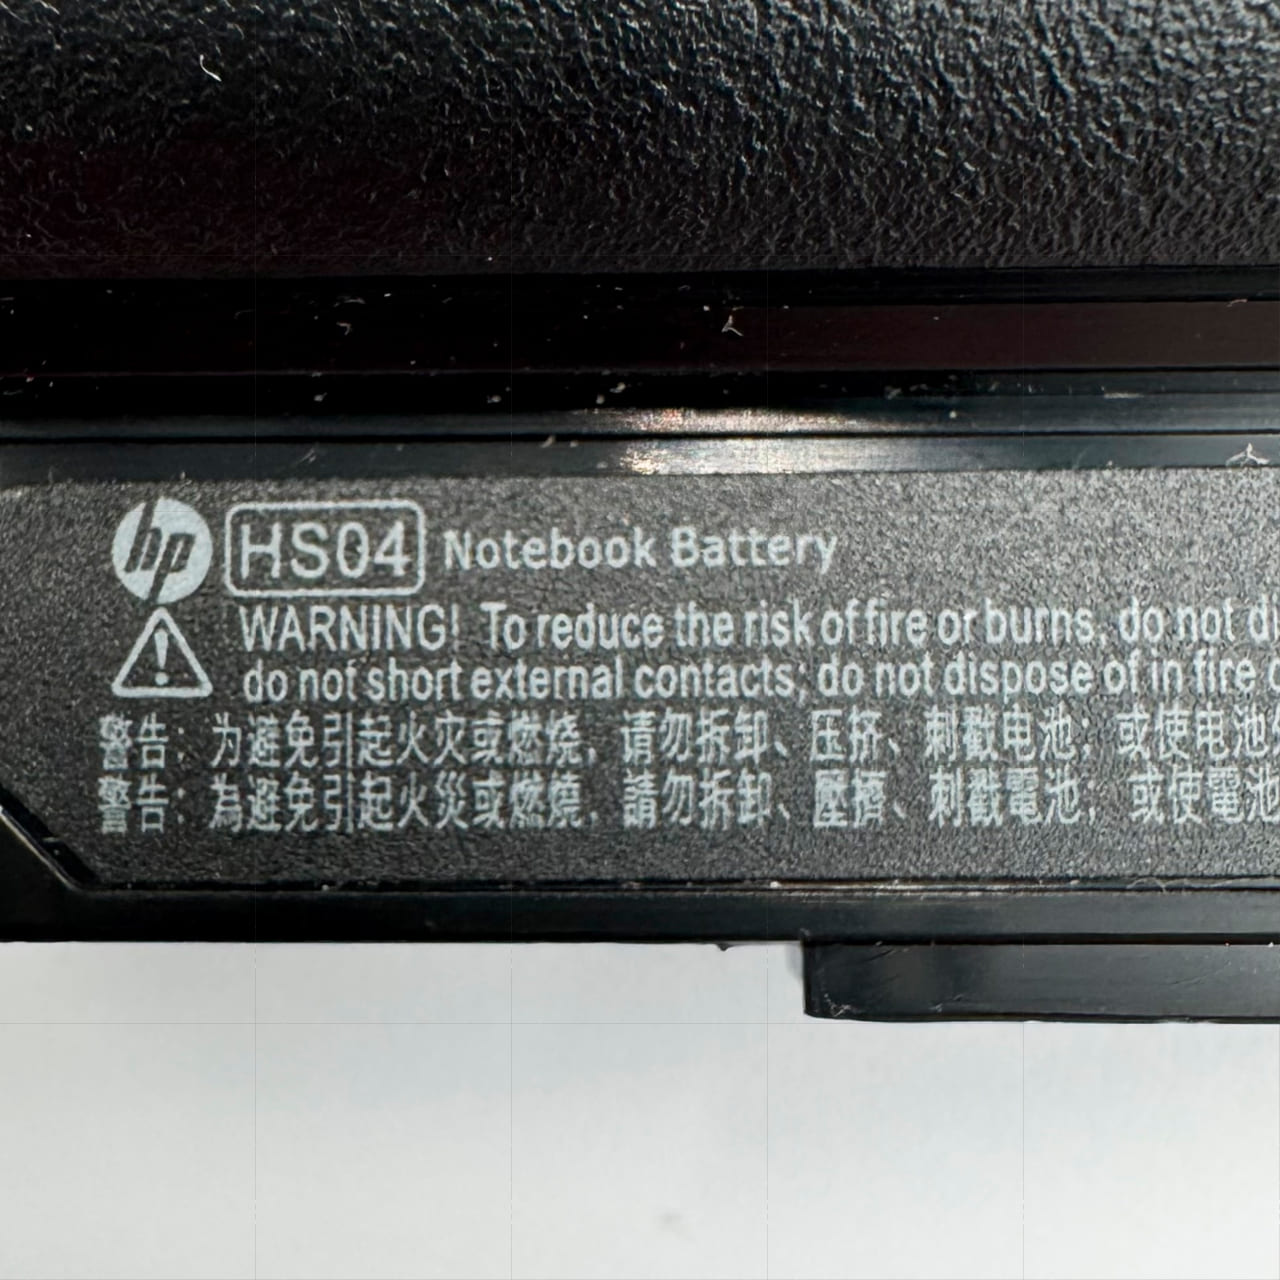 hp HS04 Notebook Battery
WARNING! To reduce the risk of fire or burns, do not di
do not short external contacts; do not dispose of in fire
警告：为避免引起火灾或燃烧，请勿拆卸、压挤、刺戳电池；或使电池
警告：為避免引起火災或燃燒，請勿拆卸、壓擠、刺戳電池；或使電池